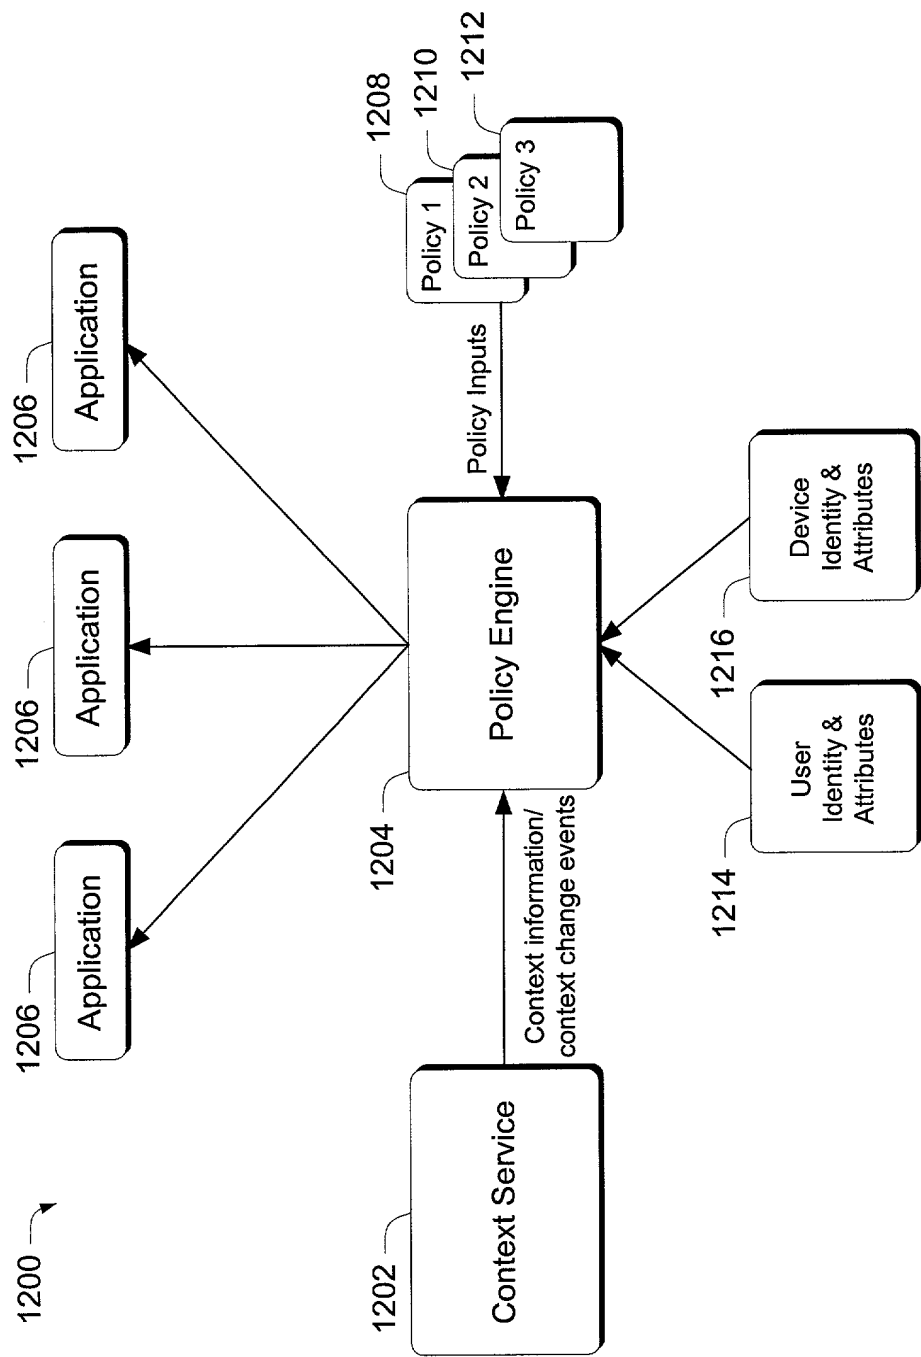 1200
1206
Application
1206
Application
1206
Application
1202
Context Service
Context information/
context change events
1204
Policy Engine
Policy Inputs
1208
Policy 1
1210
Policy 2
1212
Policy 3
1214
User
Identity &
Attributes
1216
Device
Identity &
Attributes